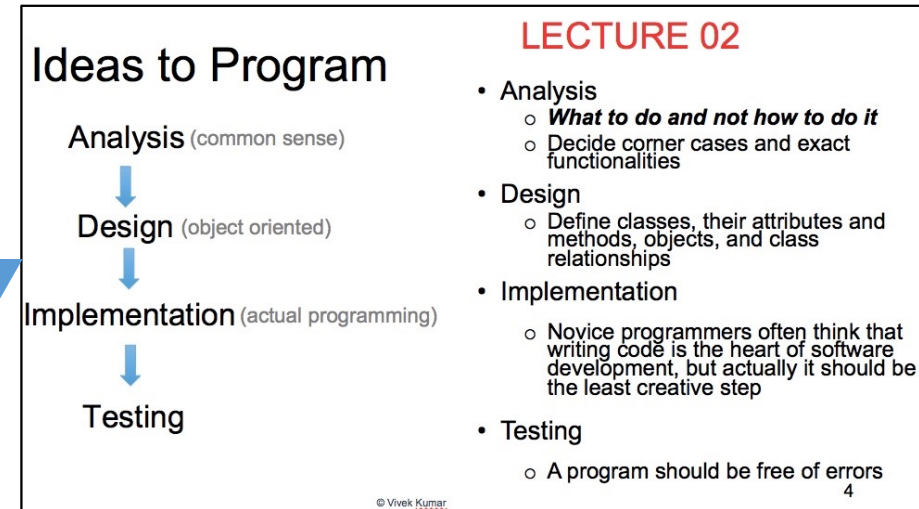 Ideas to Program
Analysis (common sense)
Design (object oriented)
Implementation (actual programming)
Testing
LECTURE 02
• Analysis
o What to do and not how to do it
o Decide corner cases and exact
functionalities
• Design
o Define classes, their attributes and
methods, objects, and class
relationships
• Implementation
o Novice programmers often think that
writing code is the heart of software
development, but actually it should be
the least creative step
• Testing
o A program should be free of errors
4
© Vivek Kumar